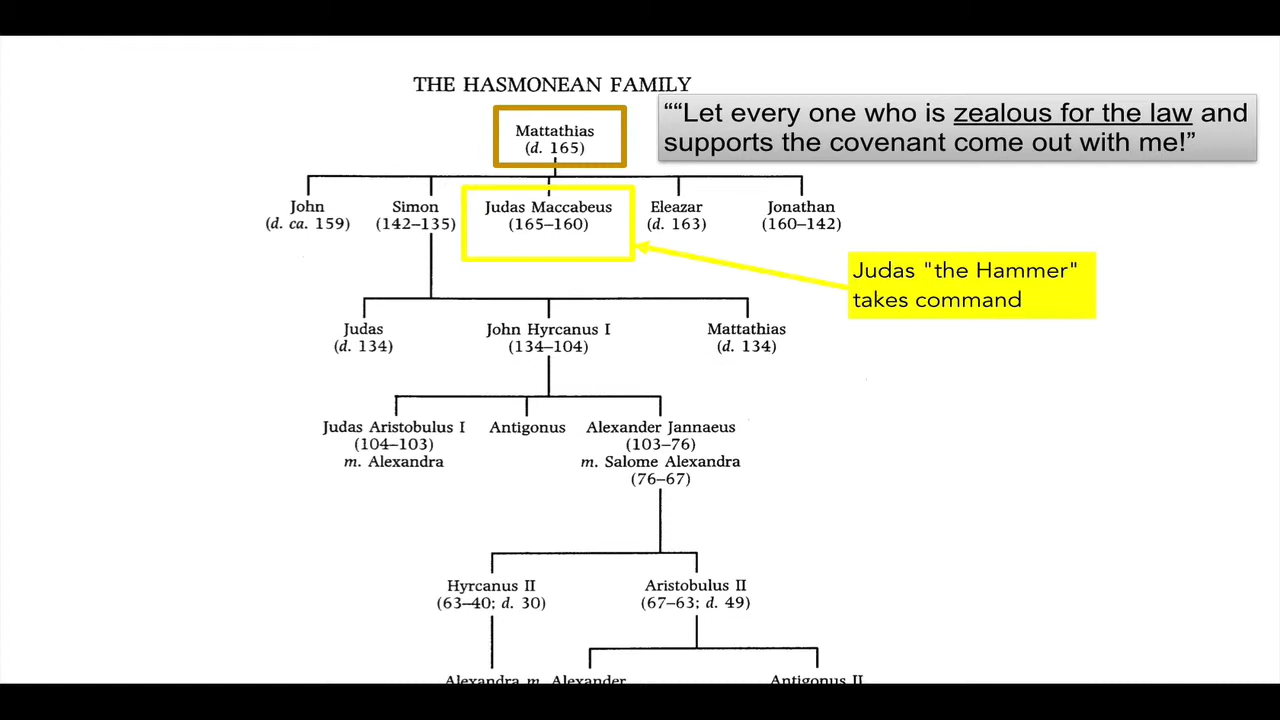 THE HASMONEAN FAMILY
““Let every one who is zealous for the law and
supports the covenant come out with me!”
Mattathias
(d. 165)
John
(d. ca. 159)
Simon
(142–135)
Judas Maccabeus
(165–160)
Eleazar
(d. 163)
Jonathan
(160–142)
Judas "the Hammer"
takes command
Judas
(d. 134)
John Hyrcanus I
(134–104)
Mattathias
(d. 134)
Judas Aristobulus I
(104–103)
m. Alexandra
Antigonus
Alexander Jannaeus
(103–76)
m. Salome Alexandra
(76–67)
Hyrcanus II
(63–40; d. 30)
Aristobulus II
(67–63; d. 49)
Alexandra m. Alexander
Antigonus II